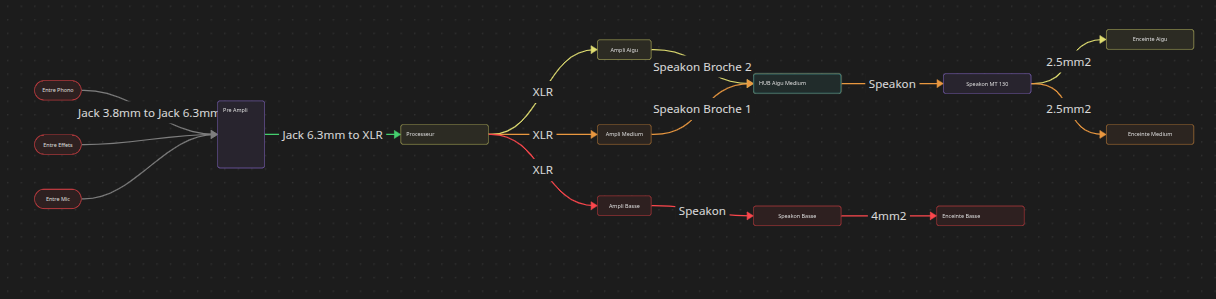 Entre Phono
Jack 3.8mm to Jack 6.3mm
Pre Ampli
Entre Effets
Entre Mic
Jack 6.3mm to XLR
Processeur
XLR
XLR
XLR
Ampli Aigu
Speakon Broche 2
Speakon Broche 1
Ampli Medium
Ampli Basse
HUB Aigu Medium
Speakon
Speakon MT 130
2.5mm2
2.5mm2
Enceinte Aigu
Enceinte Medium
Speakon
Speakon Basse
4mm2
Enceinte Basse